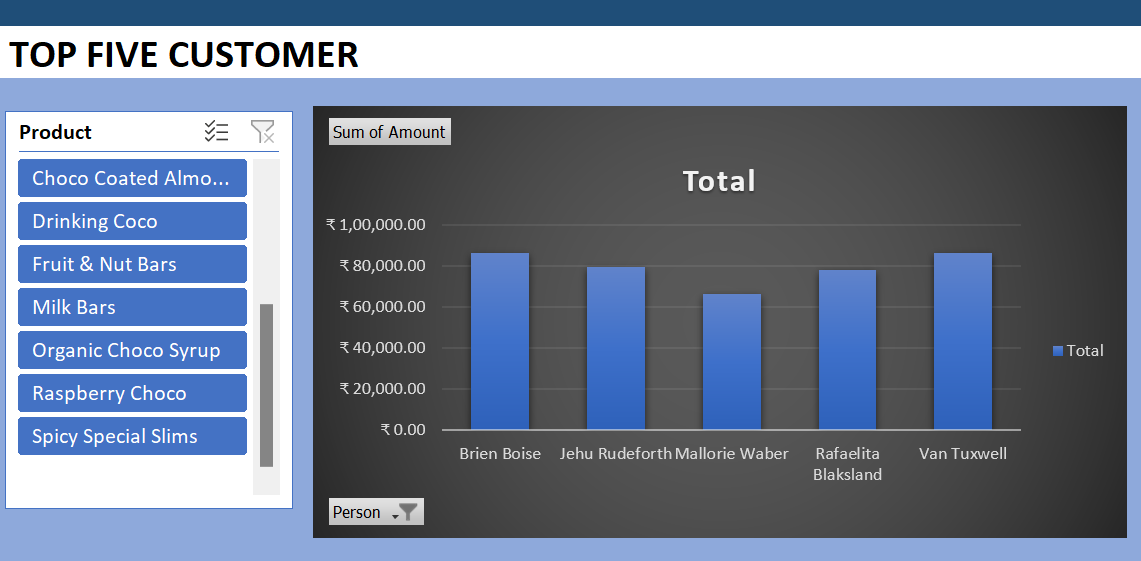 TOP FIVE CUSTOMER
Product
Choco Coated Almo...
Drinking Coco
Fruit & Nut Bars
Milk Bars
Organic Choco Syrup
Raspberry Choco
Spicy Special Slims
Sum of Amount
Total
₹ 1,00,000.00
₹ 80,000.00
₹ 60,000.00
₹ 40,000.00
₹ 20,000.00
₹ 0.00
Brien Boise
Jehu Rudeforth
Mallorie Waber
Rafaelita
Blaksland
Van Tuxwell
Total
Person